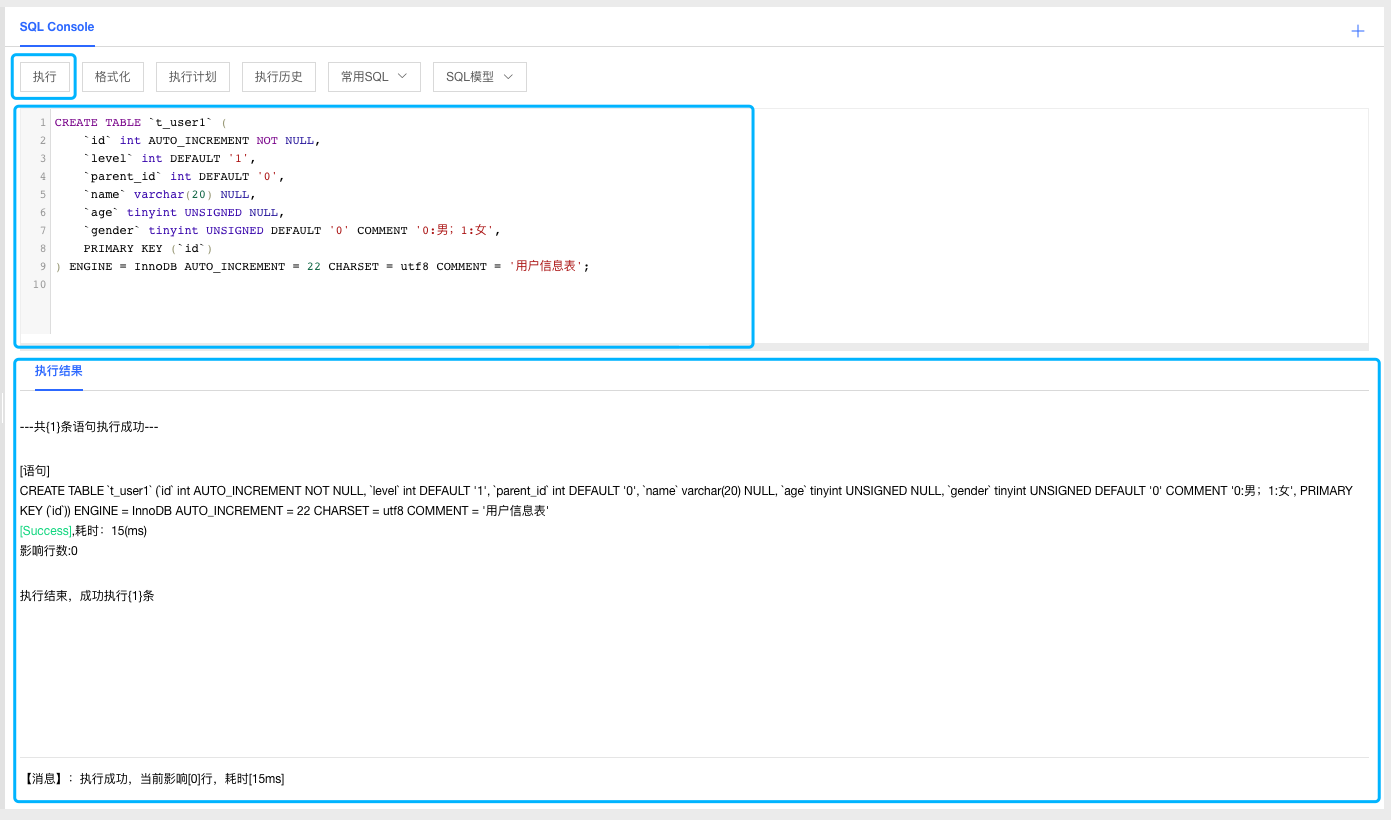 SQL Console
执行 格式化 执行计划 执行历史 常用SQL SQL模型
1 CREATE TABLE `t_user1` (
2 `id` int AUTO_INCREMENT NOT NULL,
3 `level` int DEFAULT '1',
4 `parent_id` int DEFAULT '0',
5 `name` varchar(20) NULL,
6 `age` tinyint UNSIGNED NULL,
7 `gender` tinyint UNSIGNED DEFAULT '0' COMMENT '0:男；1:女',
8 PRIMARY KEY (`id`)
9 ) ENGINE = InnoDB AUTO_INCREMENT = 22 CHARSET = utf8 COMMENT = '用户信息表';
10
执行结果
---共{1}条语句执行成功---
[语句]
CREATE TABLE `t_user1` (`id` int AUTO_INCREMENT NOT NULL, `level` int DEFAULT '1', `parent_id` int DEFAULT '0', `name` varchar(20) NULL, `age` tinyint UNSIGNED NULL, `gender` tinyint UNSIGNED DEFAULT '0' COMMENT '0:男；1:女', PRIMARY
KEY (`id`)) ENGINE = InnoDB AUTO_INCREMENT = 22 CHARSET = utf8 COMMENT = '用户信息表'
[Success],耗时：15(ms)
影响行数:0
执行结束，成功执行{1}条
【消息】：执行成功，当前影响[0]行，耗时[15ms]